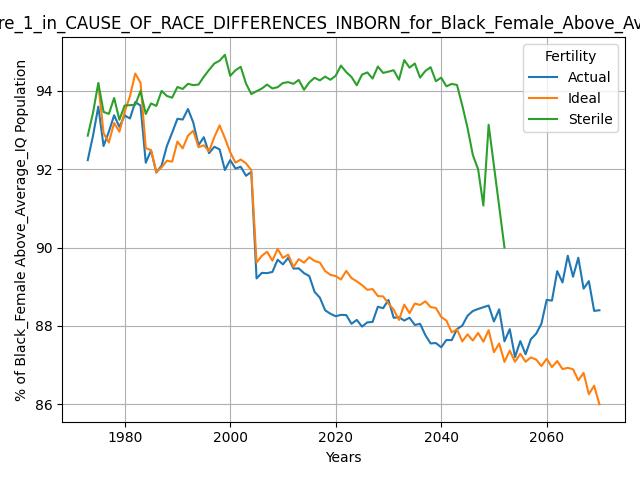 re_1_in_CAUSE_OF_RACE_DIFFERENCES_INBORN_for_Black_Female_Above_Av
% of Black_Female Above_Average_IQ Population
94
92
90
88
86
1980
2000
2020
2040
2060
Years
Fertility
Actual
Ideal
Sterile